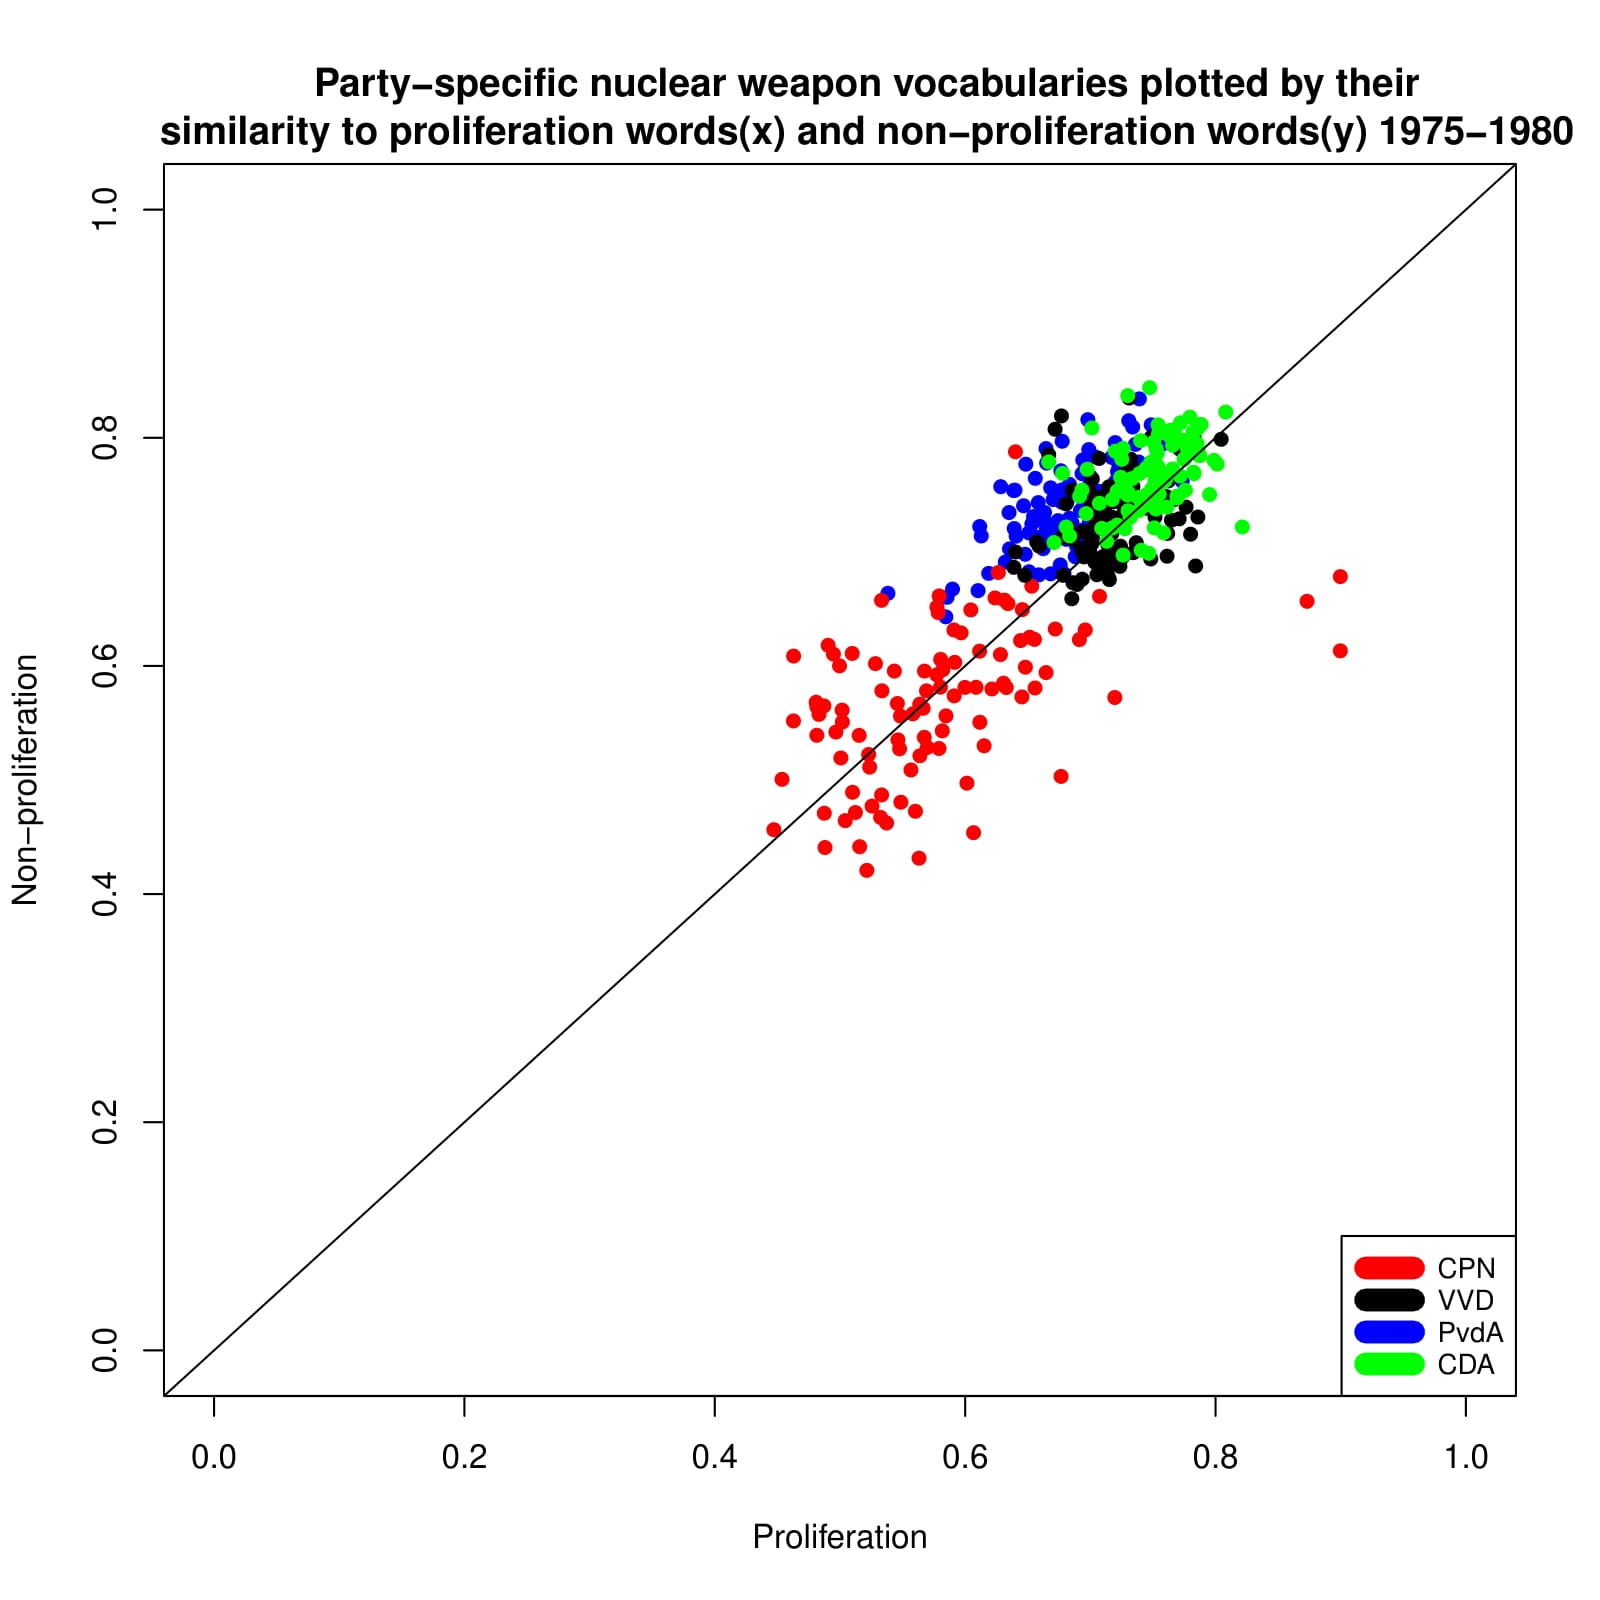 Party−specific nuclear weapon vocabularies plotted by their
similarity to proliferation words(x) and non−proliferation words(y) 1975−1980
1.0
0.8
0.6
0.4
0.2
0.0
Non−proliferation
CPN
VVD
PvdA
CDA
0.0 0.2 0.4 0.6 0.8 1.0
Proliferation